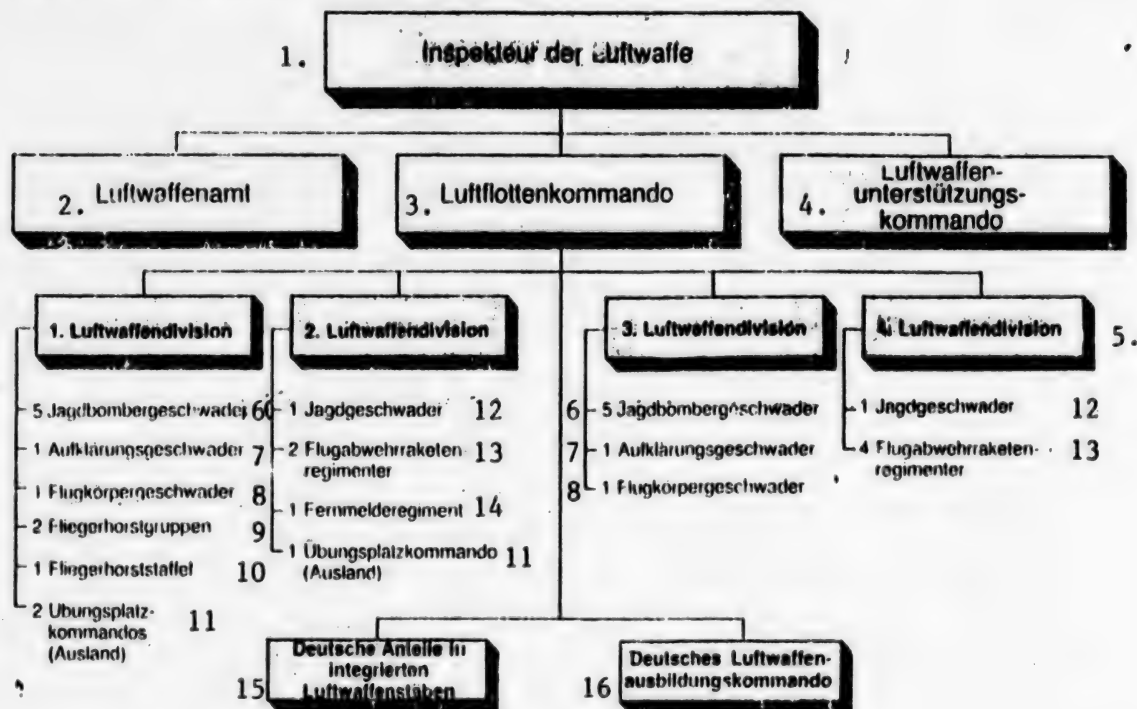 1. Inspekteur der Luftwaffe
2. Luftwaffenamt
3. Luftflottenkommando
4. Luftwaffen-
unterstützungs-
kommando
1. Luftwaffendivision
5 Jagdbombergeschwader 6
1 Aufklärungsgeschwader 7
1 Flugkörpergeschwader 8
2 Fliegerhorstgruppen 9
1 Fliegerhorststaffel 10
2 Übungsplatz-
kommandos 11
(Ausland)
2. Luftwaffendivision
1 Jagdgeschwader 12
2 Flugabwehrraketen- 13
regimenter
1 Fernmelderegiment 14
1 Übungsplatzkommando 11
(Ausland)
3. Luftwaffendivision
6 5 Jagdbombergeschwader
7 1 Aufklärungsgeschwader
8 1 Flugkörpergeschwader
4. Luftwaffendivision 5.
1 Jagdgeschwader 12
4 Flugabwehrraketen- 13
regimenter
Deutsche Anteile in
integrierten
15 Luftwaffenstäben
Deutsches Luftwaffen-
16 ausbildungskommando